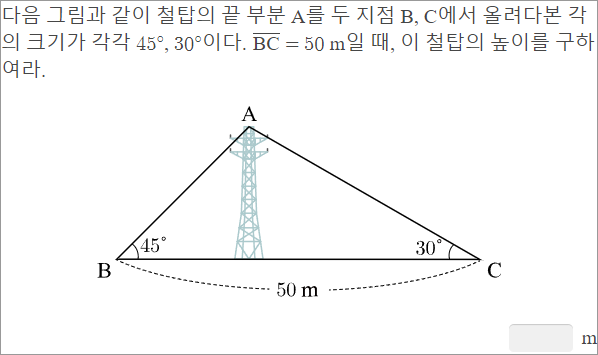 다음 그림과 같이 철탑의 끝 부분 A를 두 지점 B, C에서 올려다본 각
의 크기가 각각 45°, 30°이다. B̅C̅ = 50 m일 때, 이 철탑의 높이를 구하
여라.
A
45°
30°
B
C
50 m
m